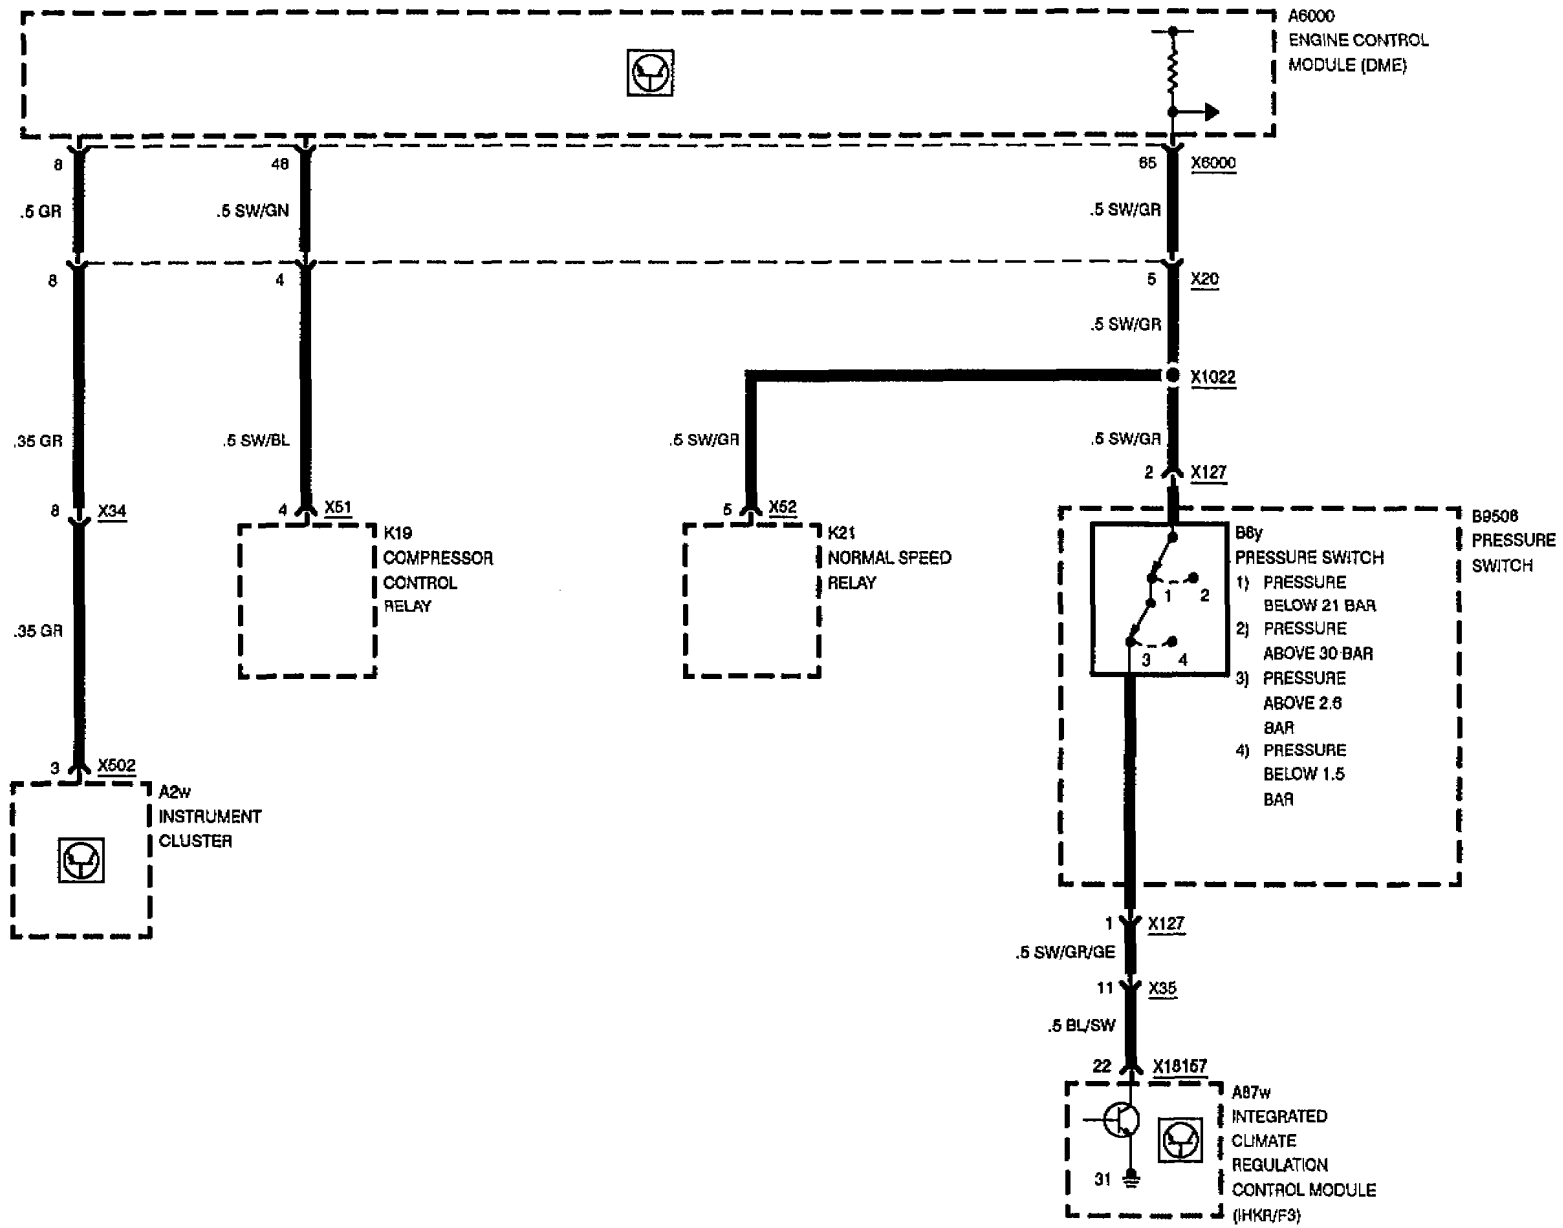 A6000
ENGINE CONTROL
MODULE (DME)
8
48
65
X6000
.5 GR
.5 SW/GN
.5 SW/GR
8
4
5
X20
.5 SW/GR
X1022
.35 GR
.5 SW/BL
.5 SW/GR
.5 SW/GR
2
X127
8
X34
4
X51
5
X52
K19
COMPRESSOR
CONTROL
RELAY
K21
NORMAL SPEED
RELAY
B8y
PRESSURE SWITCH
1) PRESSURE
BELOW 21 BAR
2) PRESSURE
ABOVE 30 BAR
3) PRESSURE
ABOVE 2.6
BAR
4) PRESSURE
BELOW 1.5
BAR
B9506
PRESSURE
SWITCH
1
2
3
4
.35 GR
3
X502
A2w
INSTRUMENT
CLUSTER
1
X127
.5 SW/GR/GE
11
X35
.5 BL/SW
22
X18157
A87w
INTEGRATED
CLIMATE
REGULATION
CONTROL MODULE
(IHKR/F3)
31